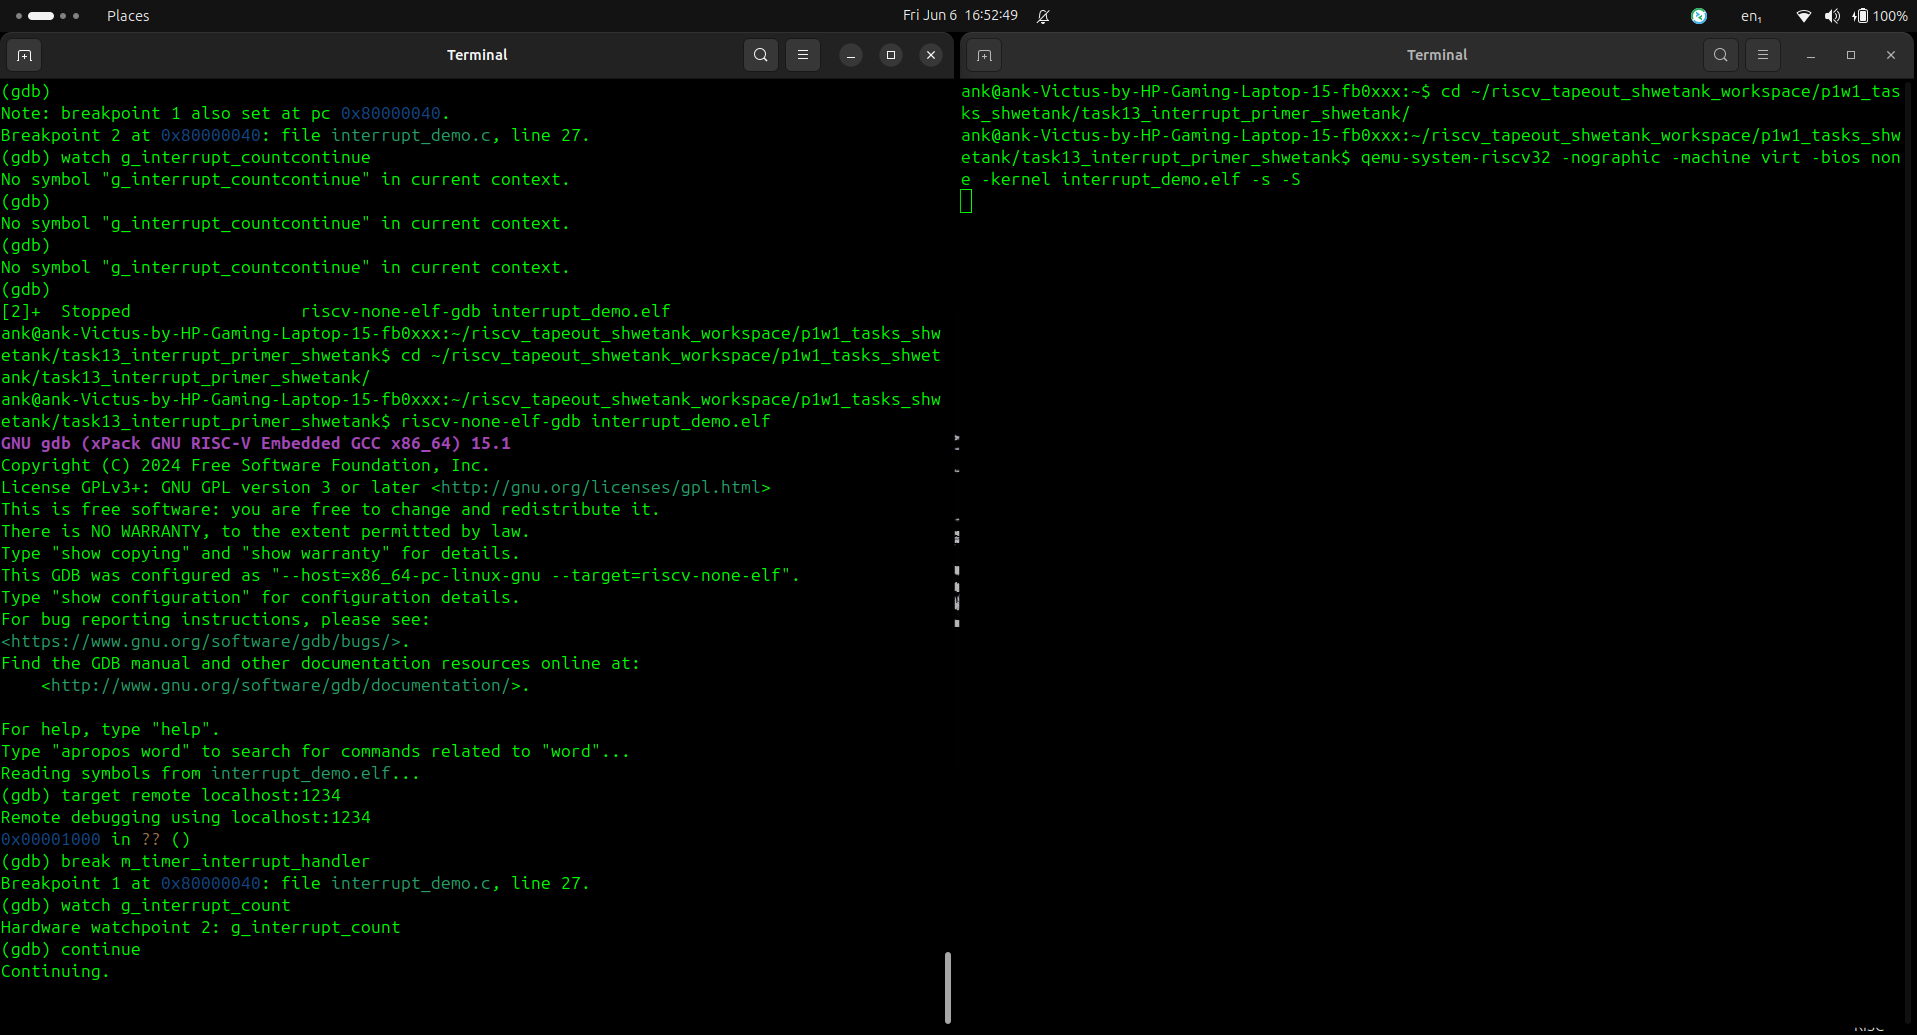 Places
Fri Jun 6 16:52:49
en₁
100%
Terminal
(gdb)
Note: breakpoint 1 also set at pc 0x80000040.
Breakpoint 2 at 0x80000040: file interrupt_demo.c, line 27.
(gdb) watch g_interrupt_countcontinue
No symbol "g_interrupt_countcontinue" in current context.
(gdb)
No symbol "g_interrupt_countcontinue" in current context.
(gdb)
No symbol "g_interrupt_countcontinue" in current context.
(gdb)
[2]+  Stopped                 riscv-none-elf-gdb interrupt_demo.elf
ank@ank-Victus-by-HP-Gaming-Laptop-15-fb0xxx:~/riscv_tapeout_shwetank_workspace/p1w1_tasks_shw
etank/task13_interrupt_primer_shwetank$ cd ~/riscv_tapeout_shwetank_workspace/p1w1_tasks_shwet
ank/task13_interrupt_primer_shwetank/
ank@ank-Victus-by-HP-Gaming-Laptop-15-fb0xxx:~/riscv_tapeout_shwetank_workspace/p1w1_tasks_shw
etank/task13_interrupt_primer_shwetank$ riscv-none-elf-gdb interrupt_demo.elf
GNU gdb (xPack GNU RISC-V Embedded GCC x86_64) 15.1
Copyright (C) 2024 Free Software Foundation, Inc.
License GPLv3+: GNU GPL version 3 or later <http://gnu.org/licenses/gpl.html>
This is free software: you are free to change and redistribute it.
There is NO WARRANTY, to the extent permitted by law.
Type "show copying" and "show warranty" for details.
This GDB was configured as "--host=x86_64-pc-linux-gnu --target=riscv-none-elf".
Type "show configuration" for configuration details.
For bug reporting instructions, please see:
<https://www.gnu.org/software/gdb/bugs/>.
Find the GDB manual and other documentation resources online at:
    <http://www.gnu.org/software/gdb/documentation/>.
For help, type "help".
Type "apropos word" to search for commands related to "word"...
Reading symbols from interrupt_demo.elf...
(gdb) target remote localhost:1234
Remote debugging using localhost:1234
0x00001000 in ?? ()
(gdb) break m_timer_interrupt_handler
Breakpoint 1 at 0x80000040: file interrupt_demo.c, line 27.
(gdb) watch g_interrupt_count
Hardware watchpoint 2: g_interrupt_count
(gdb) continue
Continuing.
Terminal
ank@ank-Victus-by-HP-Gaming-Laptop-15-fb0xxx:~$ cd ~/riscv_tapeout_shwetank_workspace/p1w1_tas
ks_shwetank/task13_interrupt_primer_shwetank/
ank@ank-Victus-by-HP-Gaming-Laptop-15-fb0xxx:~/riscv_tapeout_shwetank_workspace/p1w1_tasks_shw
etank/task13_interrupt_primer_shwetank$ qemu-system-riscv32 -nographic -machine virt -bios non
e -kernel interrupt_demo.elf -s -S